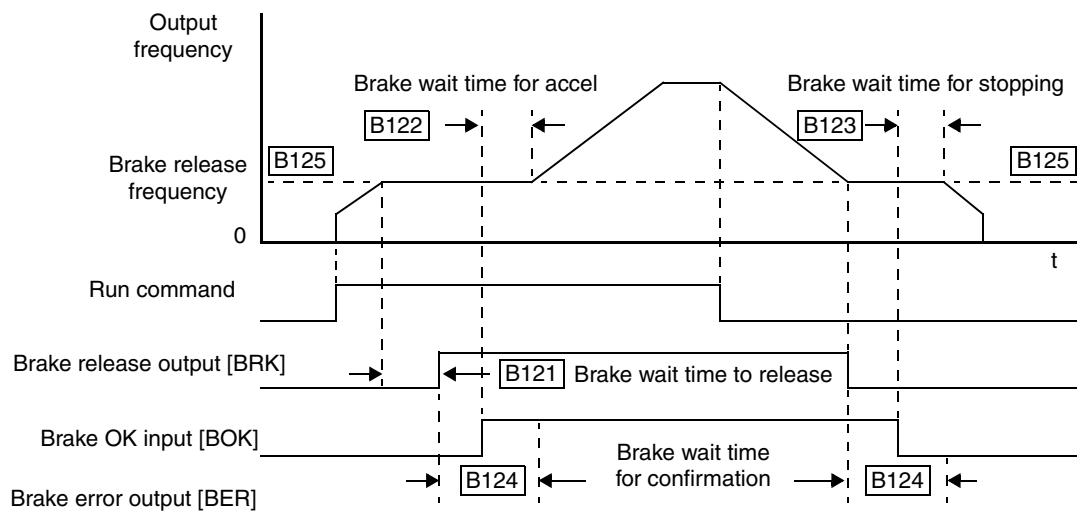 Output
frequency
Brake wait time for accel
Brake wait time for stopping
B122
B123
B125
Brake release
frequency
B125
0
t
Run command
Brake release output [BRK]
B121 Brake wait time to release
Brake OK input [BOK]
Brake wait time
for confirmation
B124
B124
Brake error output [BER]